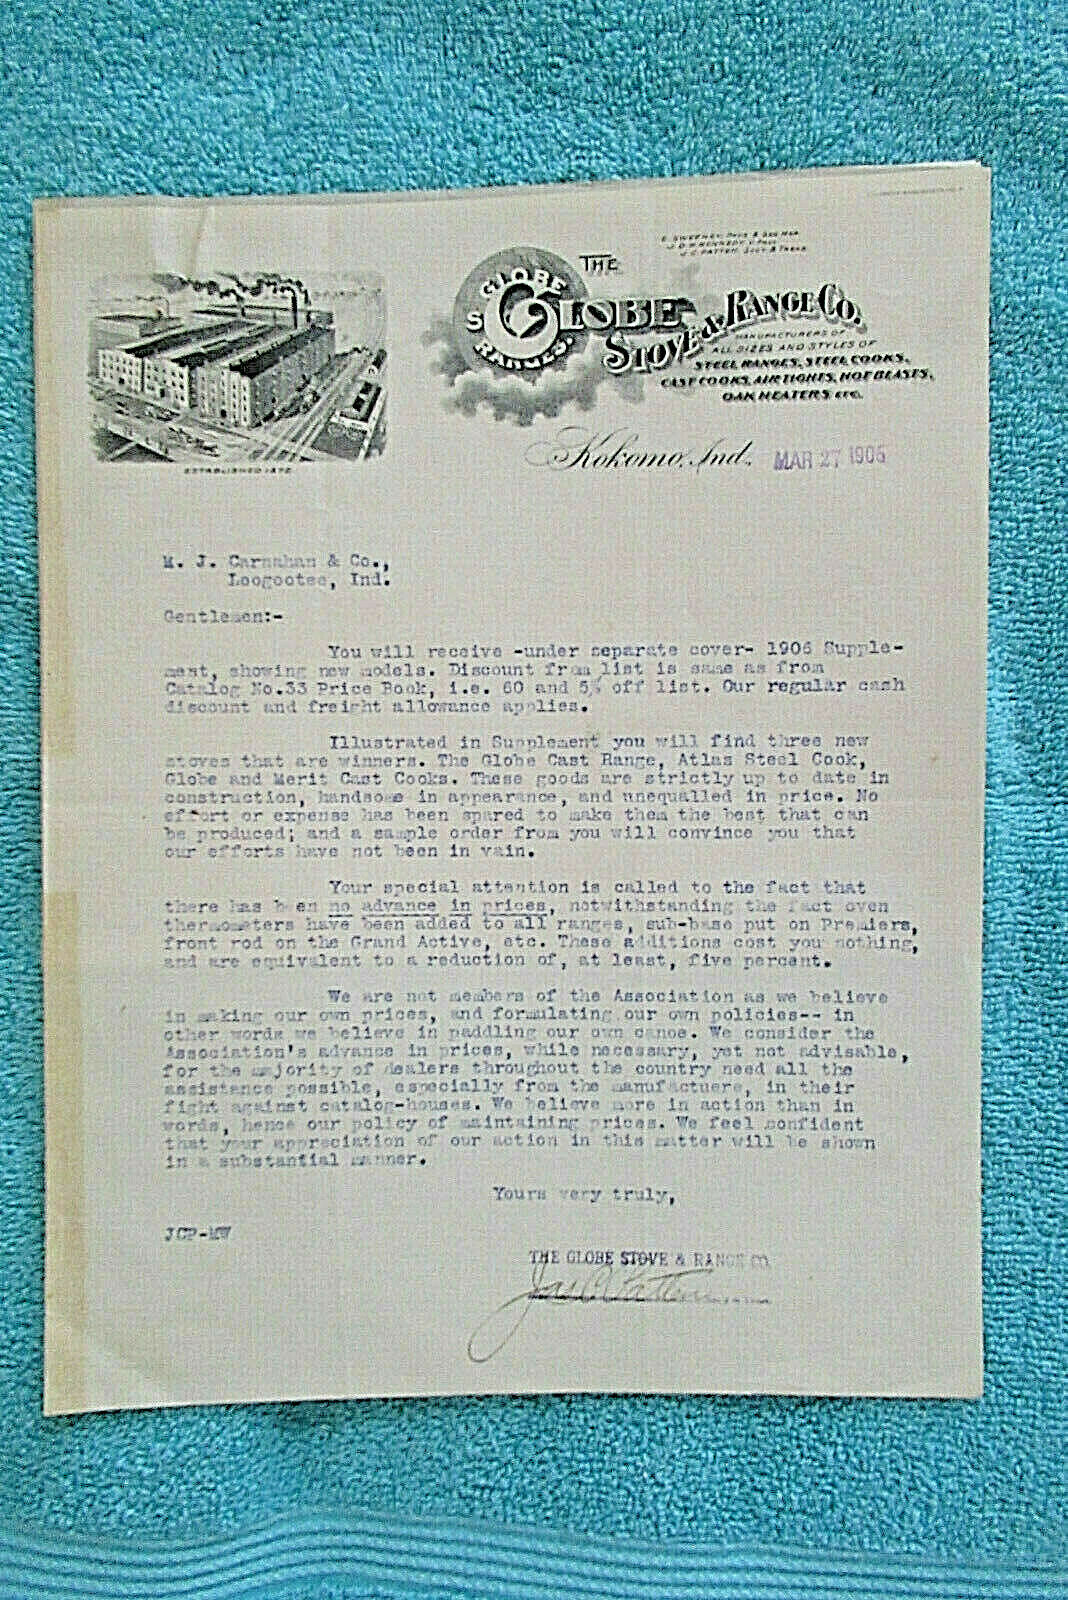 E. SWEENEY, PRES & GEN MGR.
J.D.H. KENNEDY, V. PRES.
J.C. PATTEN, SECY & TREAS.
GLOBE
RANGES.
THE
GLOBE
STOVE & RANGE CO.
MANUFACTURERS OF
ALL SIZES AND STYLES OF
STEEL RANGES, STEEL COOKS,
CAST COOKS, AIRTIGHTS, HOT BLASTS,
OAK HEATERS ETC.
ESTABLISHED 1872.
Kokomo, Ind. MAR 27 1906
M. J. Carnahan & Co.,
Loogootee, Ind.
Gentlemen:-
You will receive -under separate cover- 1906 Supple-
ment, showing new models. Discount from list is same as from
Catalog No.33 Price Book, i.e. 60 and 5% off list. Our regular cash
discount and freight allowance applies.
Illustrated in Supplement you will find three new
stoves that are winners. The Globe Cast Range, Atlas Steel Cook,
Globe and Merit Cast Cooks. These goods are strictly up to date in
construction, handsome in appearance, and unequalled in price. No
effort or expense has been spared to make them the best that can
be produced; and a sample order from you will convince you that
our efforts have not been in vain.
Your special attention is called to the fact that
there has been no advance in prices, notwithstanding the fact oven
thermometers have been added to all ranges, sub-base put on Premiers,
front rod on the Grand Active, etc. These additions cost you nothing,
and are equivalent to a reduction of, at least, five percent.
We are not members of the Association as we believe
in making our own prices, and formulating our own policies-- in
other words we believe in paddling our own canoe. We consider the
Association's advance in prices, while necessary, yet not advisable,
for the majority of dealers throughout the country need all the
assistance possible, especially from the manufactuere, in their
fight against catalog-houses. We believe more in action than in
words, hence our policy of maintaining prices. We feel confident
that your appreciation of our action in this matter will be shown
in a substantial manner.
Yours very truly,
JCP-MW
THE GLOBE STOVE & RANGE CO.
Jas C Patten